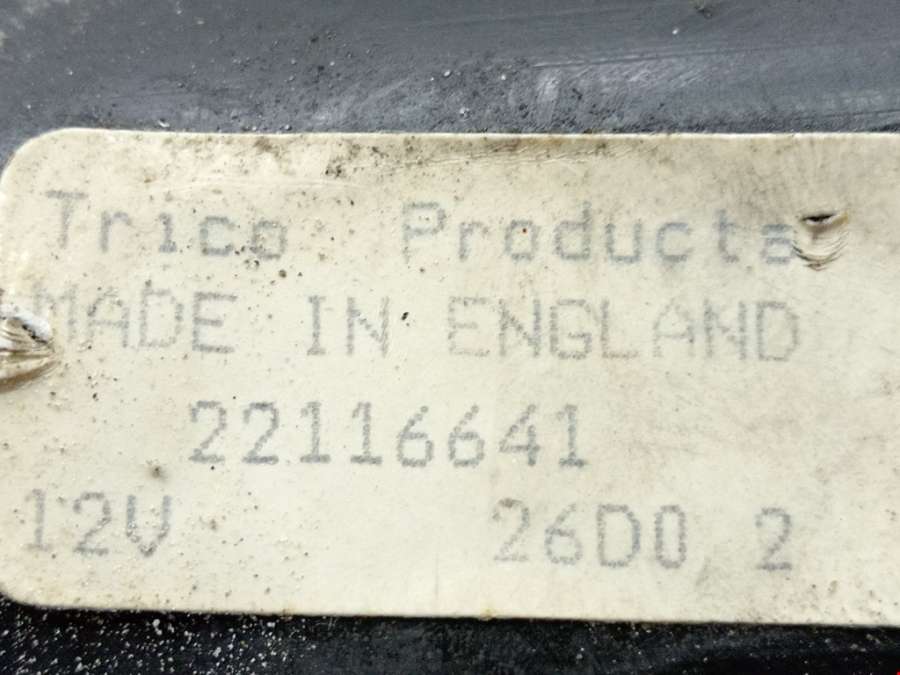 Trico Products
MADE IN ENGLAND
22116641
12V 26D0 2